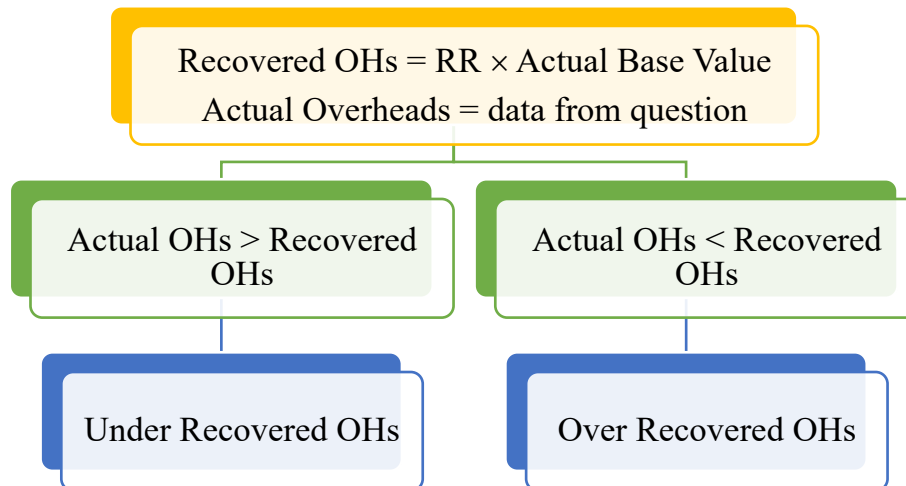 Recovered OHs = RR × Actual Base Value
Actual Overheads = data from question
Actual OHs > Recovered
OHs
Actual OHs < Recovered
OHs
Under Recovered OHs
Over Recovered OHs